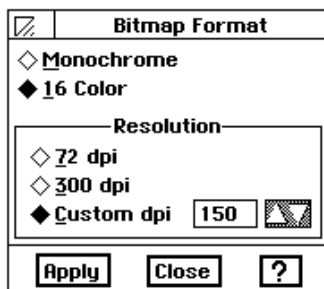 Bitmap Format
Monochrome
16 Color
Resolution
72 dpi
300 dpi
Custom dpi 150
Apply Close ?